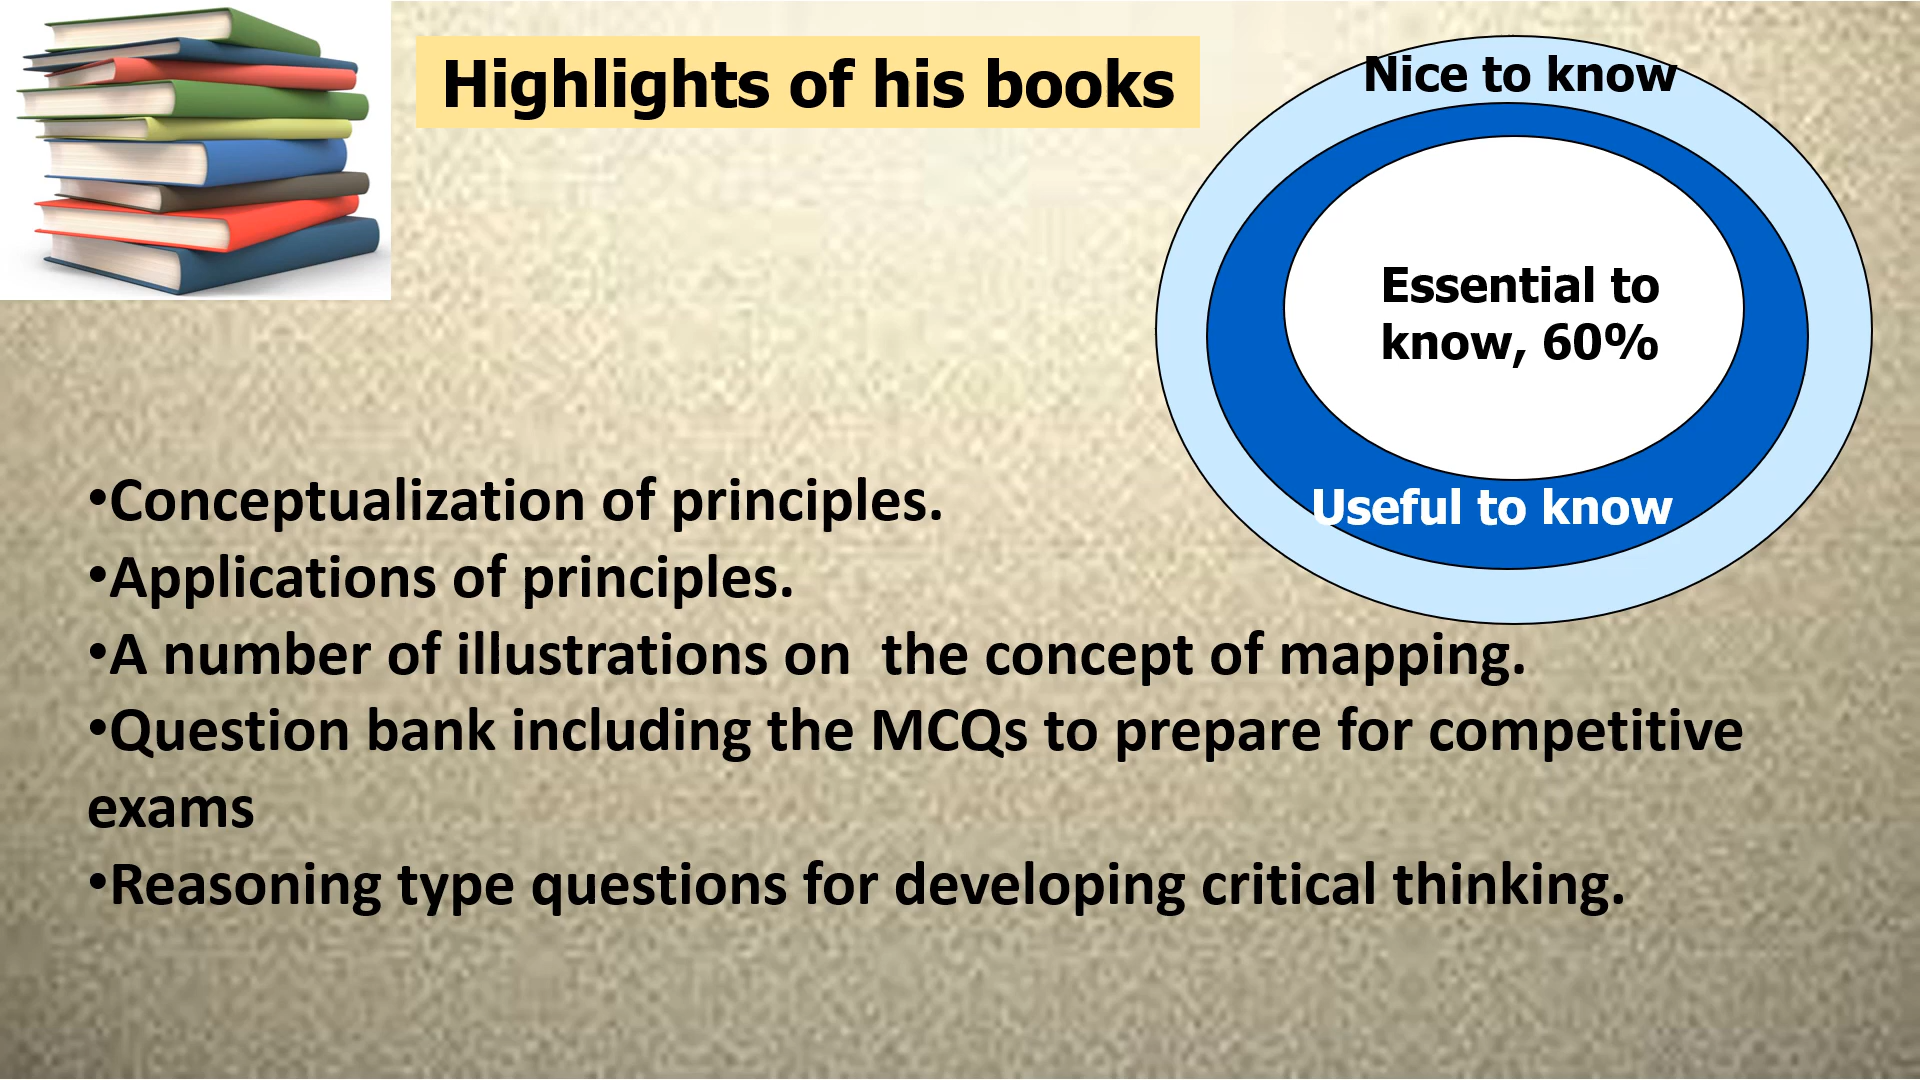 Highlights of his books
Nice to know
Essential to
know, 60%
Useful to know
•Conceptualization of principles.
•Applications of principles.
•A number of illustrations on  the concept of mapping.
•Question bank including the MCQs to prepare for competitive
exams
•Reasoning type questions for developing critical thinking.